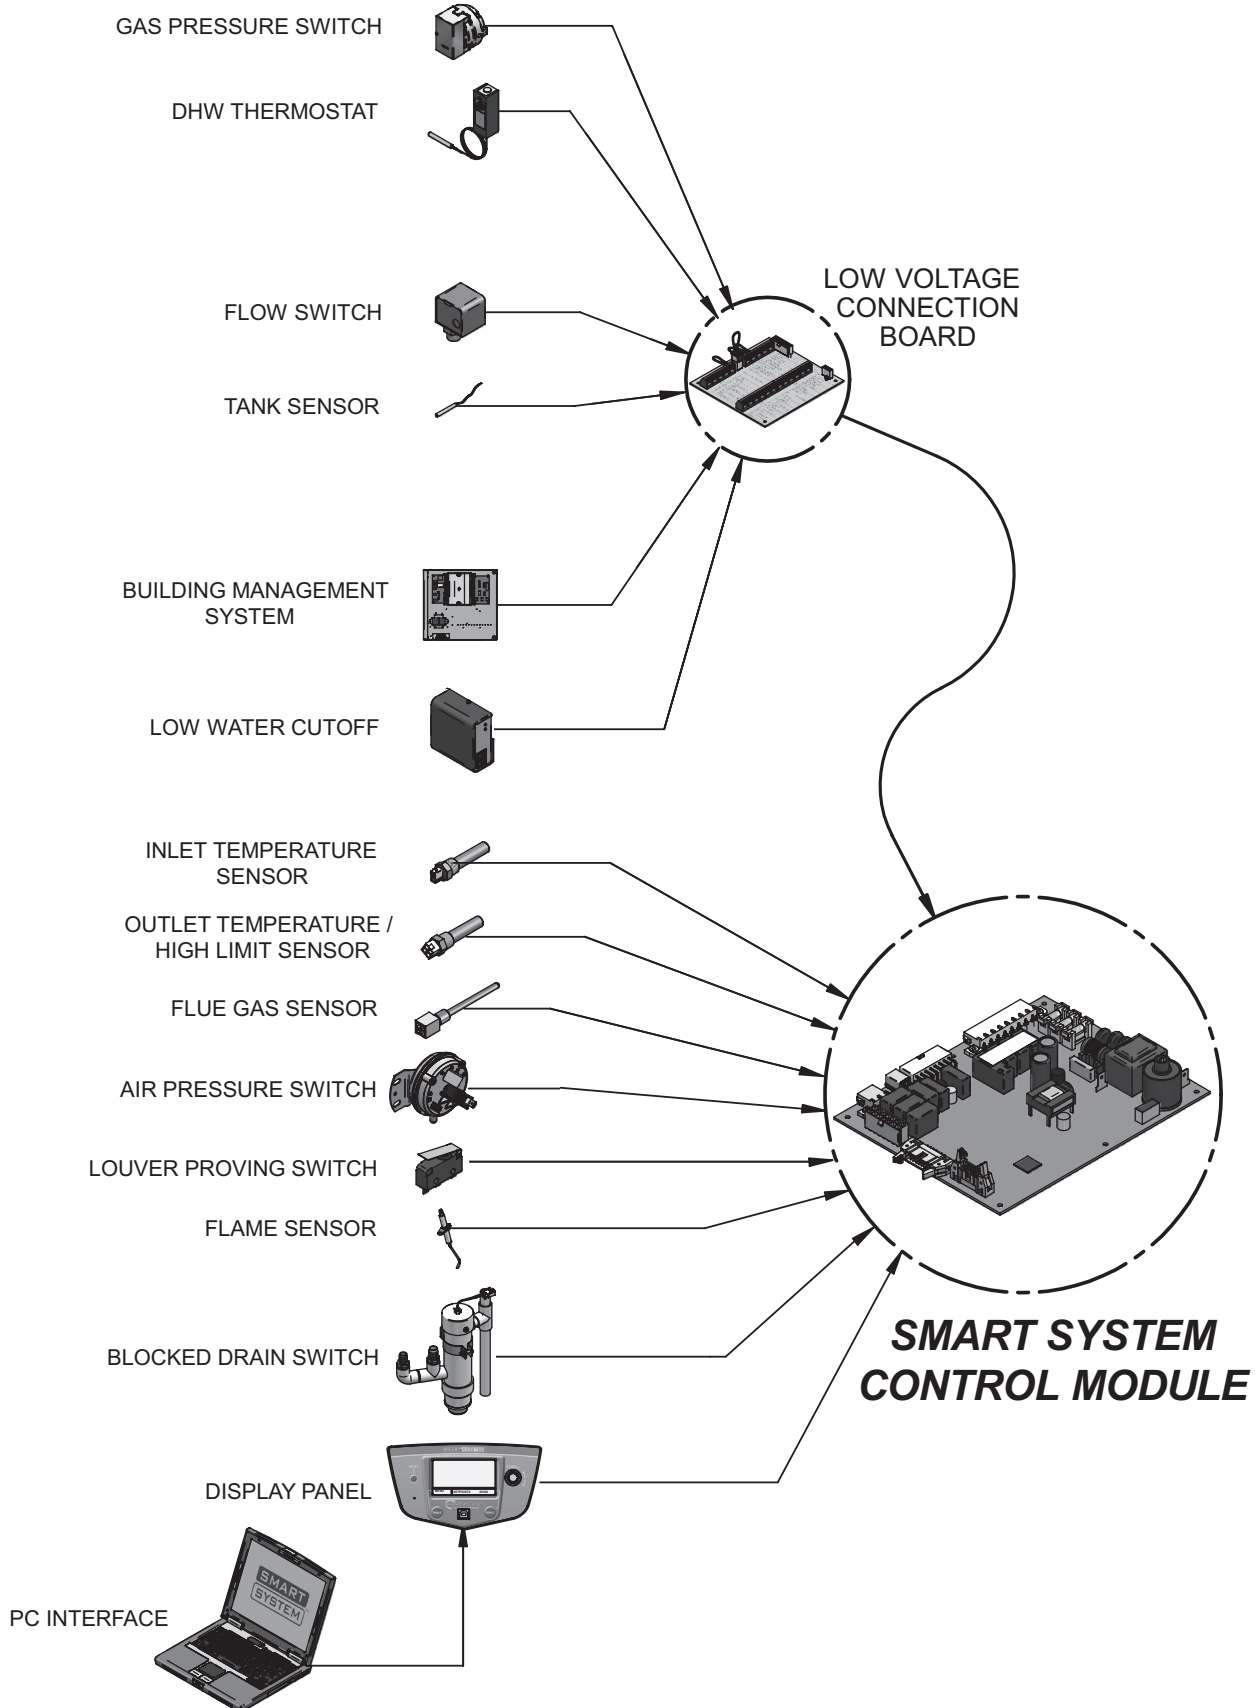 GAS PRESSURE SWITCH
DHW THERMOSTAT
LOW VOLTAGE
CONNECTION
BOARD
FLOW SWITCH
TANK SENSOR
BUILDING MANAGEMENT
SYSTEM
LOW WATER CUTOFF
INLET TEMPERATURE
SENSOR
OUTLET TEMPERATURE /
HIGH LIMIT SENSOR
FLUE GAS SENSOR
AIR PRESSURE SWITCH
LOUVER PROVING SWITCH
FLAME SENSOR
SMART SYSTEM
CONTROL MODULE
BLOCKED DRAIN SWITCH
DISPLAY PANEL
SMART
SYSTEM
PC INTERFACE